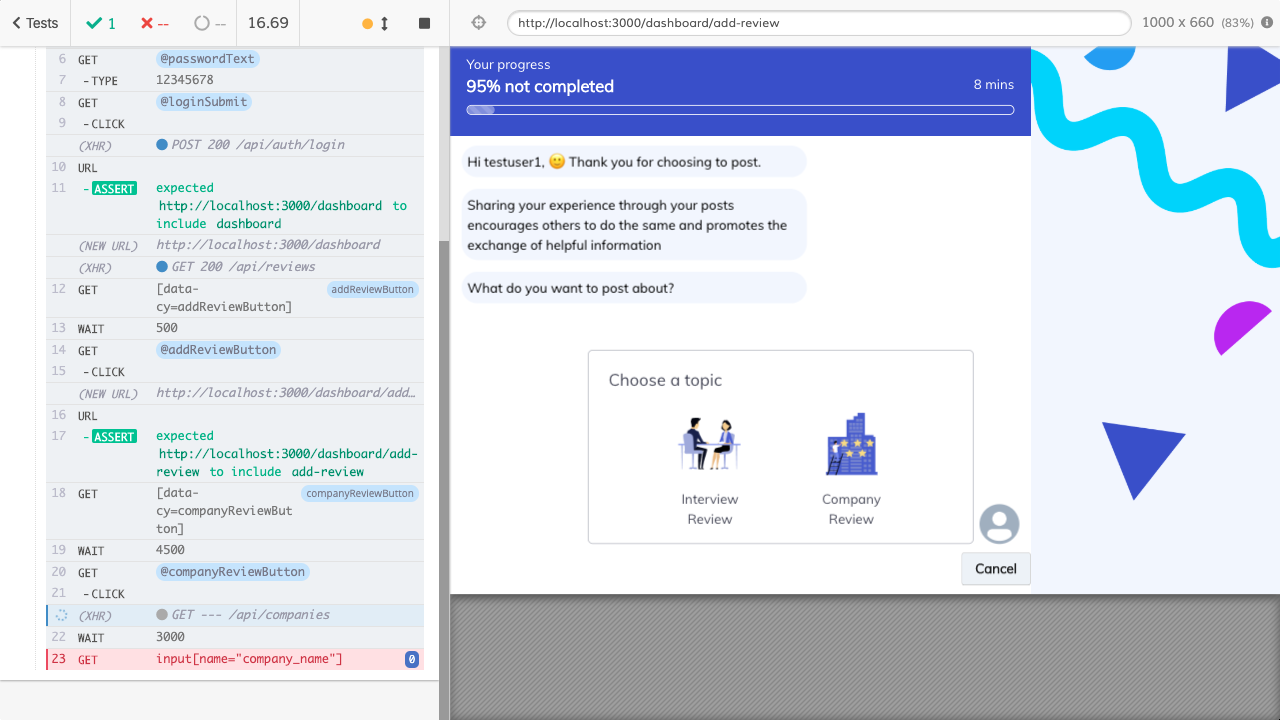 Tests
1
--
--
16.69
http://localhost:3000/dashboard/add-review
1000 x 660 (83%)
6 GET @passwordText
7 -TYPE 12345678
8 GET @loginSubmit
9 -CLICK
(XHR) POST 200 /api/auth/login
10 URL
11 -ASSERT expected
http://localhost:3000/dashboard to
include dashboard
(NEW URL) http://localhost:3000/dashboard
(XHR) GET 200 /api/reviews
12 GET [data- addReviewButton
cy=addReviewButton]
13 WAIT 500
14 GET @addReviewButton
15 -CLICK
(NEW URL) http://localhost:3000/dashboard/add…
16 URL
17 -ASSERT expected
http://localhost:3000/dashboard/add-
review to include add-review
18 GET [data- companyReviewButton
cy=companyReviewBut
ton]
19 WAIT 4500
20 GET @companyReviewButton
21 -CLICK
(XHR) GET --- /api/companies
22 WAIT 3000
23 GET input[name="company_name"] 0
Your progress
95% not completed
8 mins
Hi testuser1, 🙂 Thank you for choosing to post.
Sharing your experience through your posts
encourages others to do the same and promotes the
exchange of helpful information
What do you want to post about?
Choose a topic
Interview
Review
Company
Review
Cancel